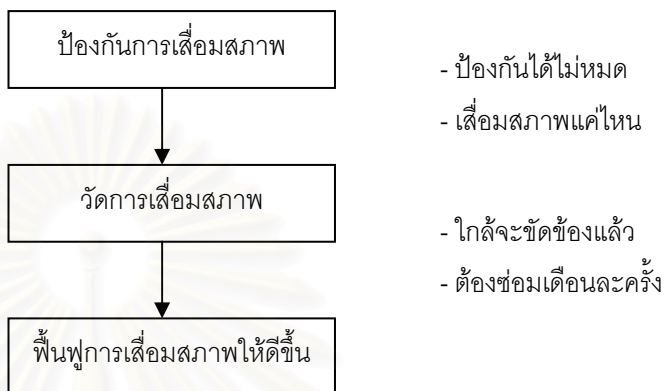 ป้องกันการเสื่อมสภาพ
- ป้องกันได้ไม่หมด
- เสื่อมสภาพแค่ไหน
วัดการเสื่อมสภาพ
- ใกล้จะขัดข้องแล้ว
- ต้องซ่อมเดือนละครั้ง
ฟื้นฟูการเสื่อมสภาพให้ดีขึ้น